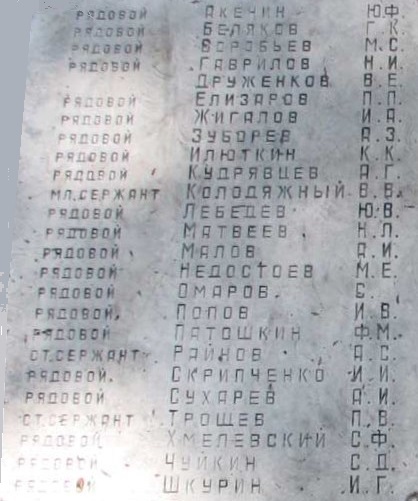 РЯДОВОЙ АКЕЧИН Ю.Ф.
РЯДОВОЙ БЕЛЯКОВ Г.К.
РЯДОВОЙ ВОРОБЬЕВ М.С.
РЯДОВОЙ ГАВРИЛОВ Н.И.
ДРУЖЕНКОВ В.Е.
РЯДОВОЙ ЕЛИЗАРОВ П.П.
РЯДОВОЙ ЖИГАЛОВ И.А.
РЯДОВОЙ ЗУБОРЕВ А.З.
РЯДОВОЙ ИЛЮТКИН К.К.
РЯДОВОЙ КУДРЯВЦЕВ А.Г.
МЛ.СЕРЖАНТ КОЛОДЯЖНЫЙ В.В.
РЯДОВОЙ ЛЕБЕДЕВ Ю.В.
РЯДОВОЙ МАТВЕЕВ Н.Л.
РЯДОВОЙ МАЛОВ А.И.
РЯДОВОЙ НЕДОСТОЕВ М.Е.
РЯДОВОЙ ОМАРОВ С.
РЯДОВОЙ ПОПОВ И.В.
РЯДОВОЙ ПАТОШКИН Ф.М.
СТ.СЕРЖАНТ РАЙНОВ А.С.
РЯДОВОЙ СКРИПЧЕНКО И.И.
РЯДОВОЙ СУХАРЕВ А.И.
СТ.СЕРЖАНТ ТРОЩЕВ П.В.
РЯДОВОЙ ХМЕЛЕВСКИЙ С.Ф.
РЯДОВОЙ ЧУЙКИН С.Д.
РЯДОВОЙ ШКУРИН И.Г.